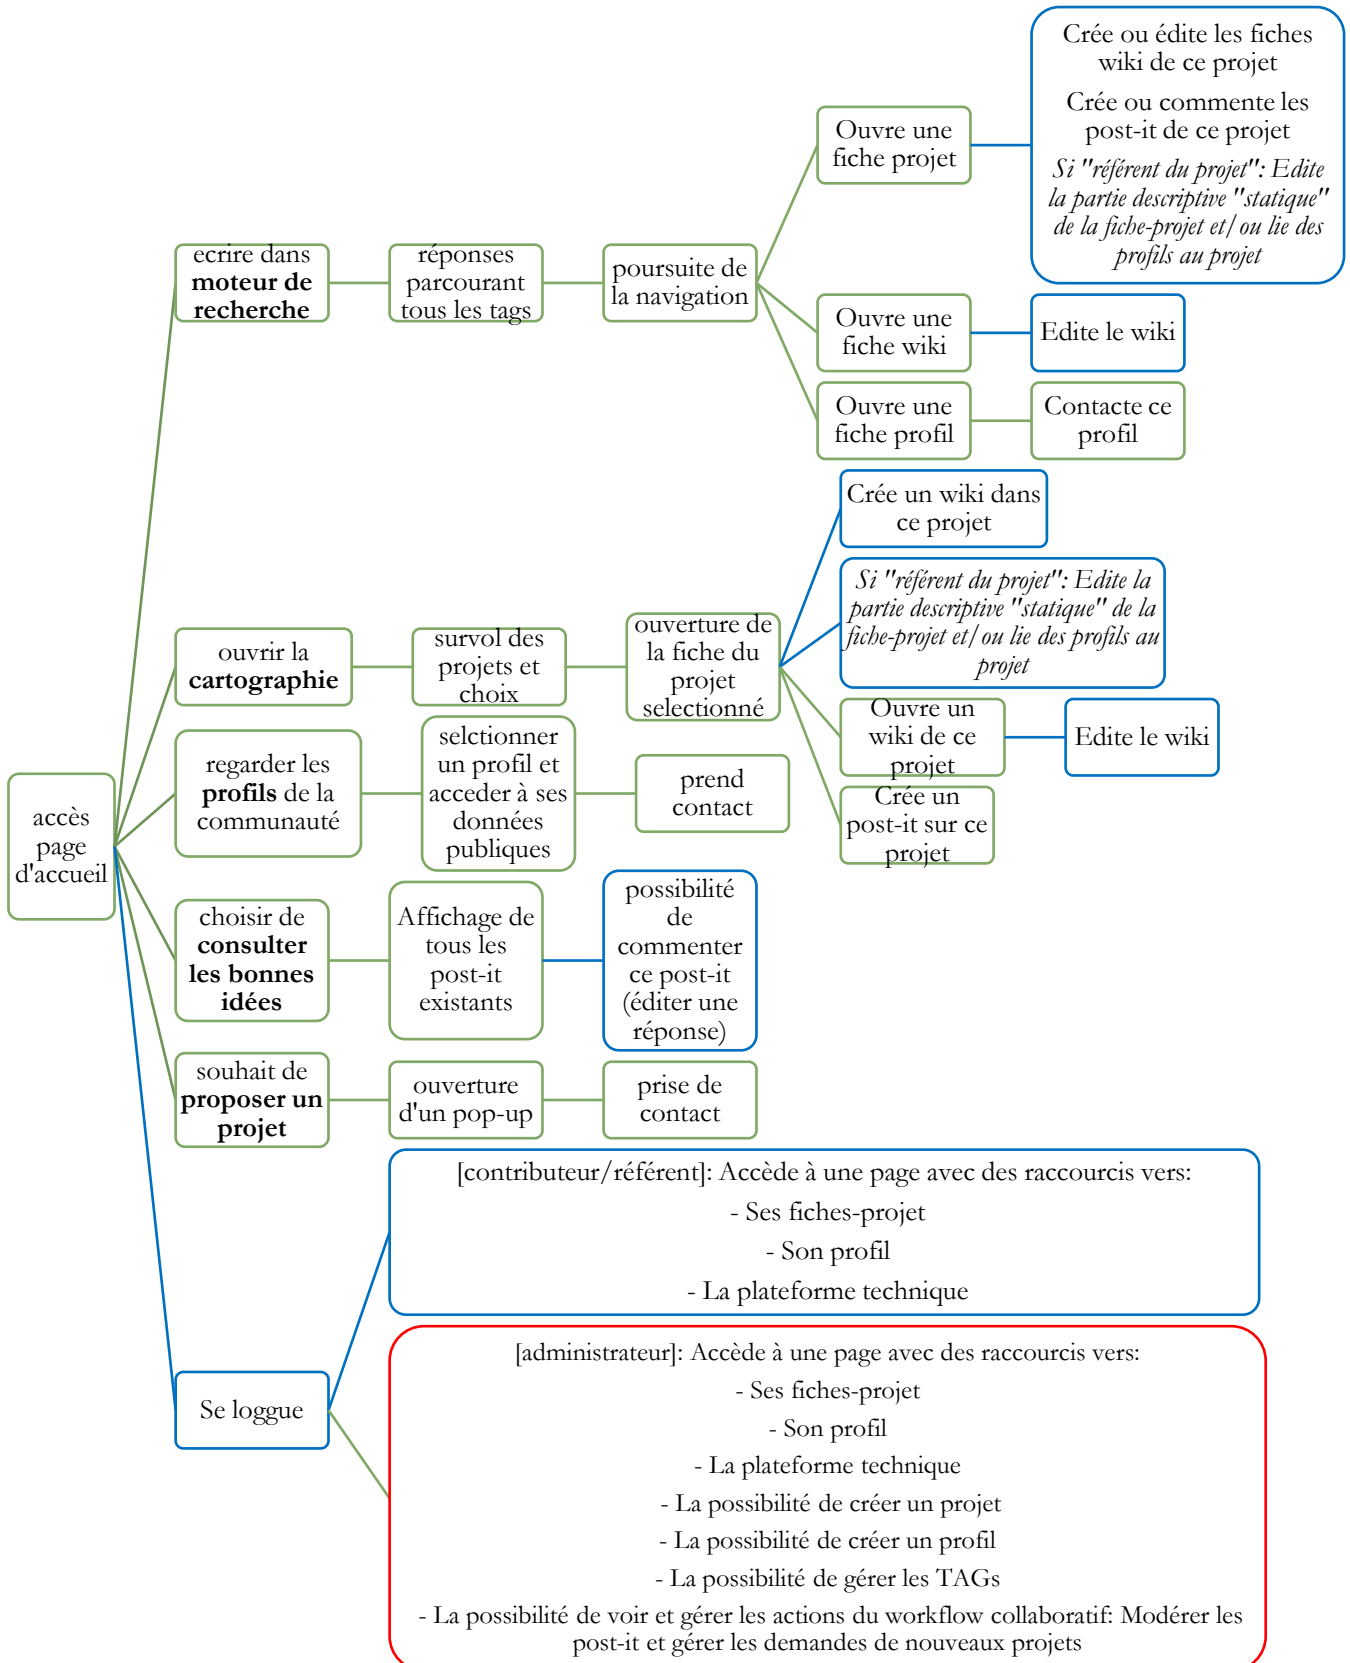 Crée ou édite les fiches
wiki de ce projet
Crée ou commente les
post-it de ce projet
Si "référent du projet": Edite
la partie descriptive "statique"
de la fiche-projet et/ou lie des
profils au projet
Ouvre une
fiche projet
ecrire dans
moteur de
recherche
réponses
parcourant
tous les tags
poursuite de
la navigation
Ouvre une
fiche wiki
Edite le wiki
Ouvre une
fiche profil
Contacte ce
profil
Crée un wiki dans
ce projet
Si "référent du projet": Edite la
partie descriptive "statique" de la
fiche-projet et/ou lie des profils au
projet
ouvrir la
cartographie
survol des
projets et
choix
ouverture de
la fiche du
projet
selectionné
Ouvre un
wiki de ce
projet
Edite le wiki
Crée un
post-it sur ce
projet
regarder les
profils de la
communauté
selctionner
un profil et
acceder à ses
données
publiques
prend
contact
accès
page
d'accueil
choisir de
consulter
les bonnes
idées
Affichage de
tous les
post-it
existants
possibilité
de
commenter
ce post-it
(éditer une
réponse)
souhait de
proposer un
projet
ouverture
d'un pop-up
prise de
contact
[contributeur/référent]: Accède à une page avec des raccourcis vers:
- Ses fiches-projet
- Son profil
- La plateforme technique
Se loggue
[administrateur]: Accède à une page avec des raccourcis vers:
- Ses fiches-projet
- Son profil
- La plateforme technique
- La possibilité de créer un projet
- La possibilité de créer un profil
- La possibilité de gérer les TAGs
- La possibilité de voir et gérer les actions du workflow collaboratif: Modérer les
post-it et gérer les demandes de nouveaux projets